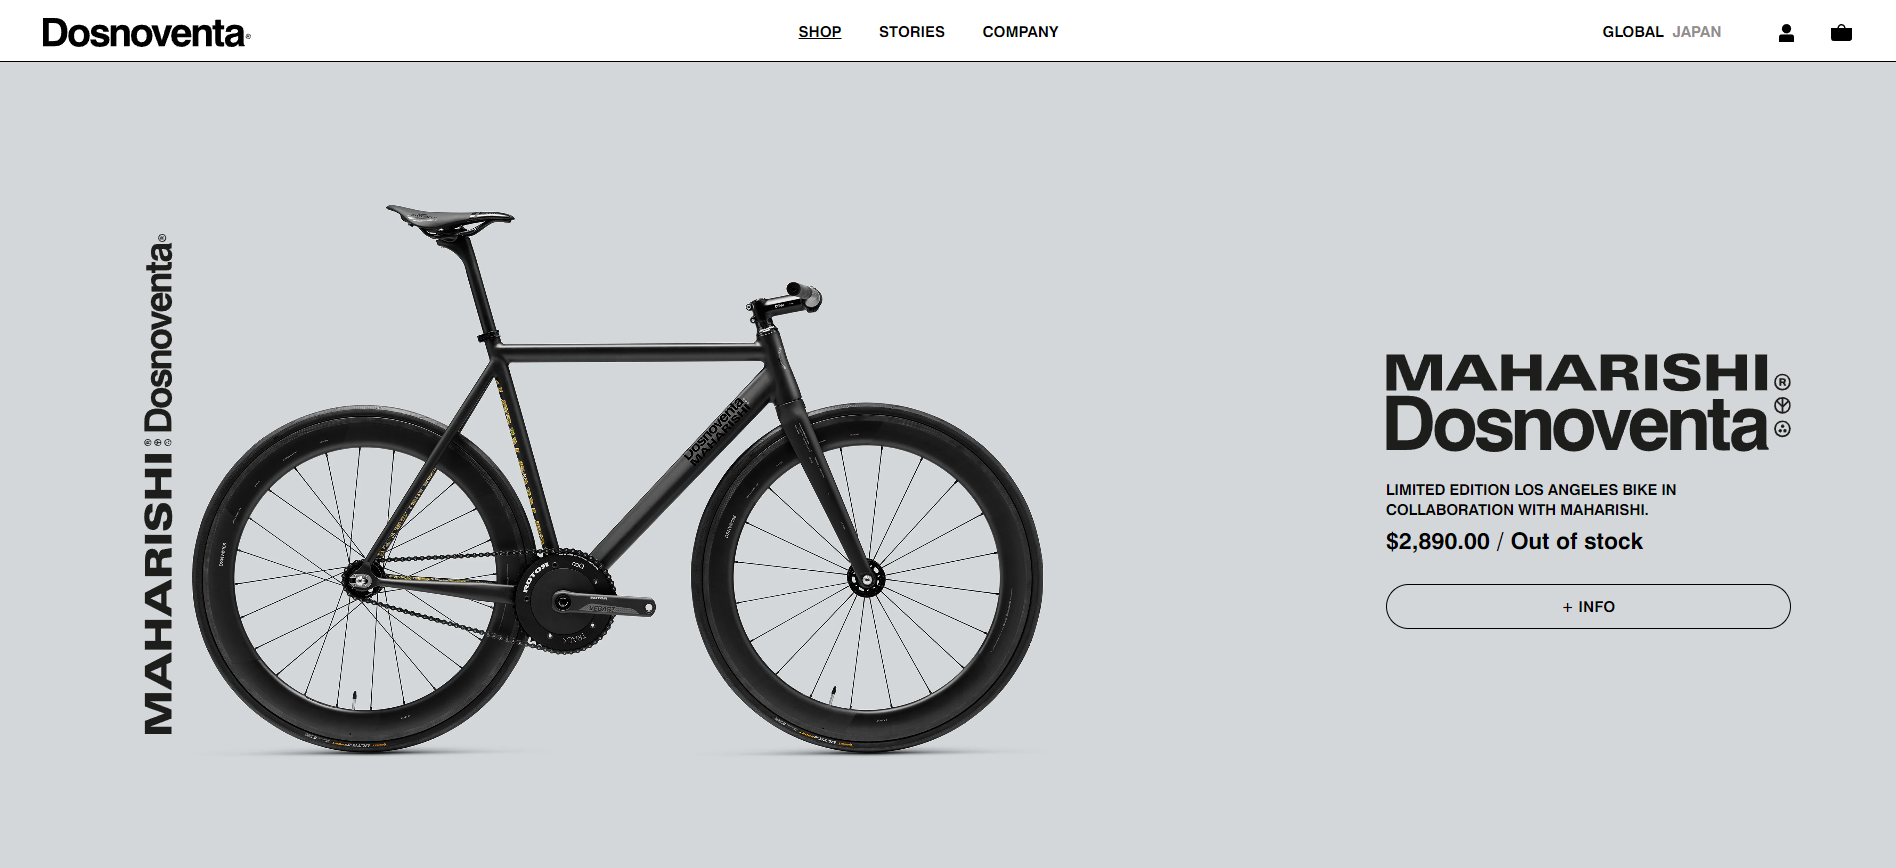 Dosnoventa®
SHOP STORIES COMPANY
GLOBAL JAPAN
MAHARISHI Dosnoventa®
Dosnoventa
MAHARISHI
ROTOR
MAHARISHI®
Dosnoventa
LIMITED EDITION LOS ANGELES BIKE IN
COLLABORATION WITH MAHARISHI.
$2,890.00 / Out of stock
+ INFO